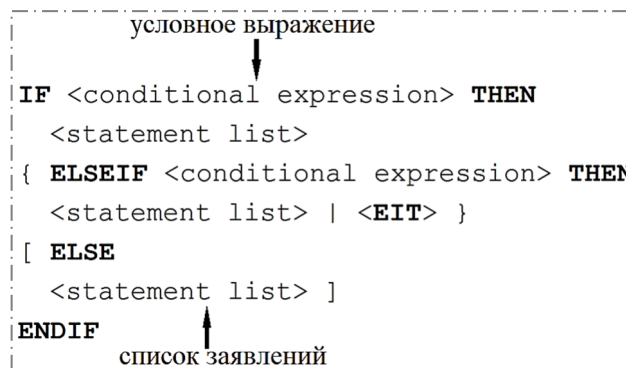 условное выражение
IF <conditional expression> THEN
<statement list>
{ ELSEIF <conditional expression> THEN
<statement list> | <EIT> }
[ ELSE
<statement list> ]
ENDIF
список заявлений